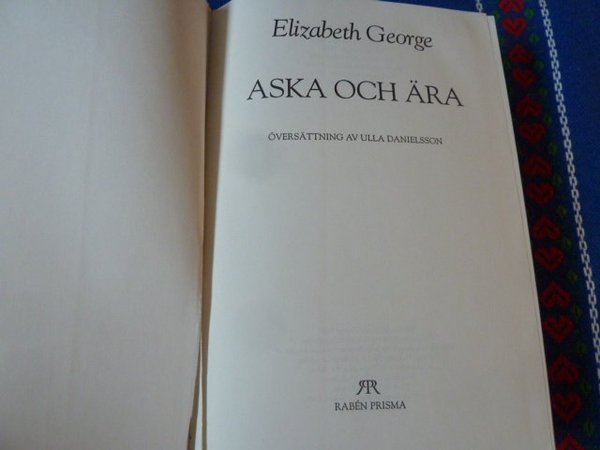 Elizabeth George
ASKA OCH ÄRA
ÖVERSÄTTNING AV ULLA DANIELSSON
RABÉN PRISMA